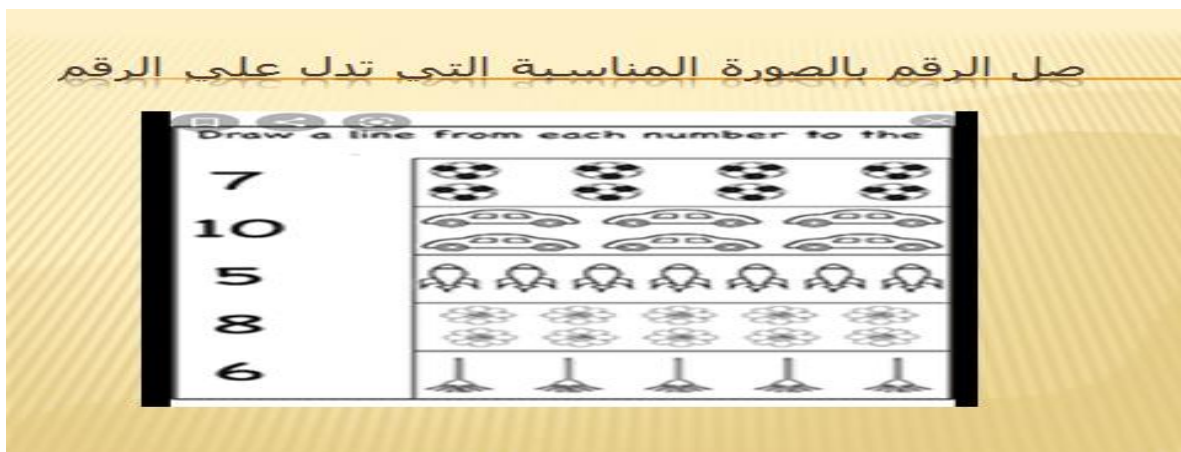 صل الرقم بالصورة المناسبة التي تدل علي الرقم
Draw a line from each number to the
7
10
5
8
6